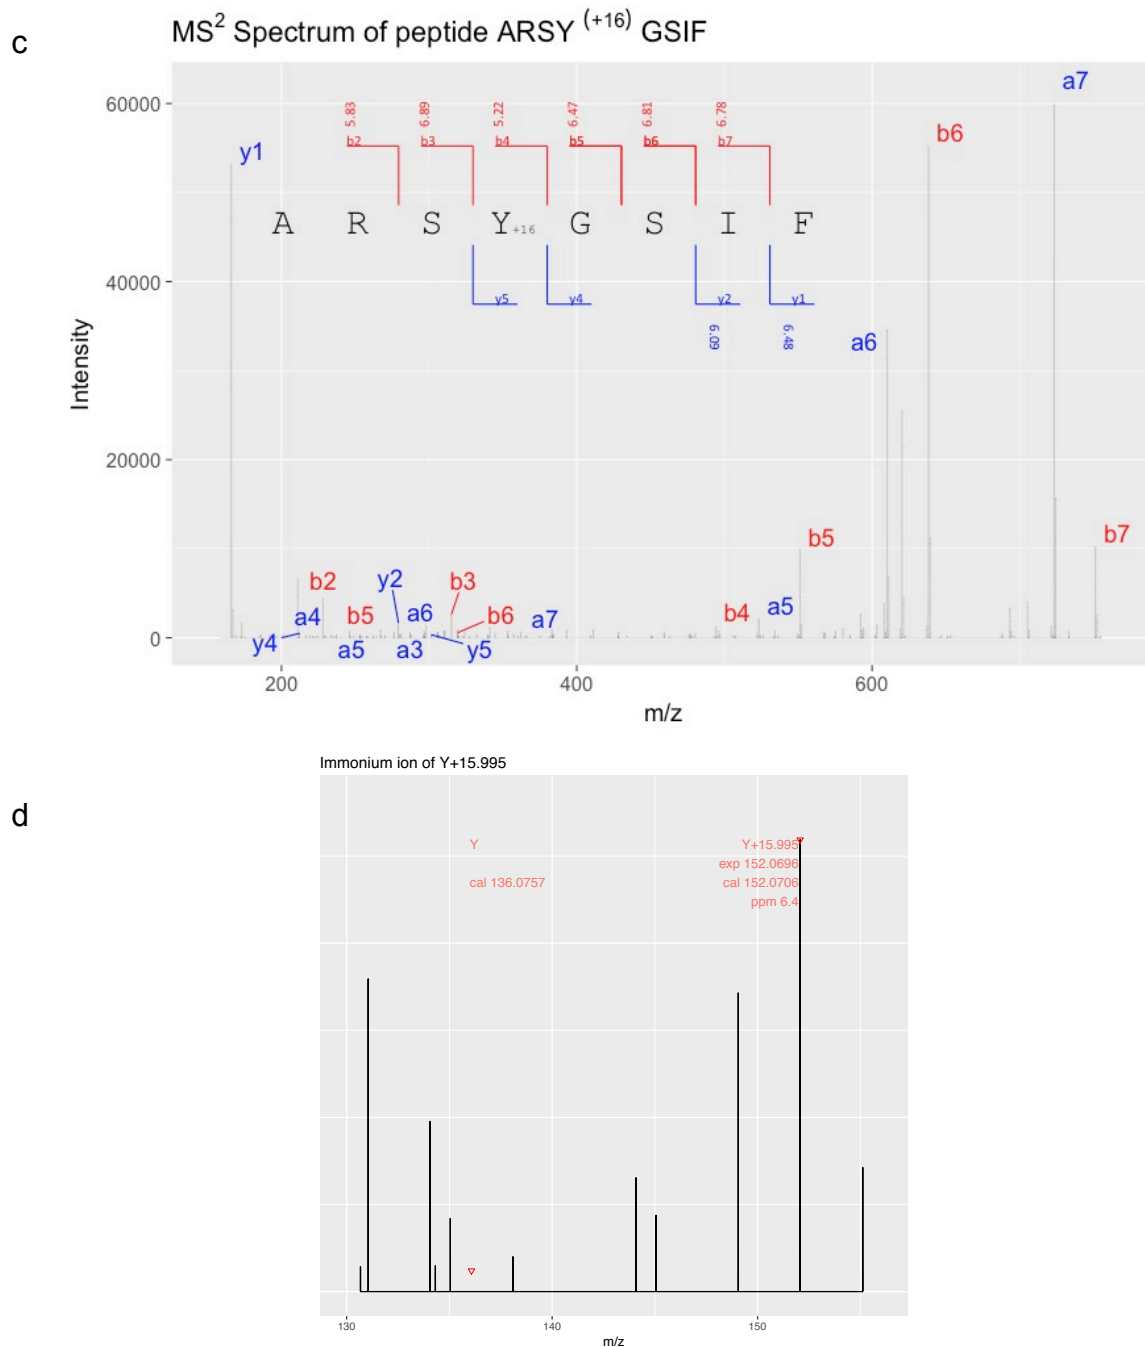 c
MS² Spectrum of peptide ARSY (+16) GSIF
60000
40000
20000
0
Intensity
5.83 6.89 5.22 6.47 6.81 6.78
b2 b3 b4 b5 b6 b7
A R S Y+16 G S I F
y5 y4 y2 y1
6.09 6.48
y1
a7
b6
a6
b5
b7
b2
y2
b3
a4
b5
a6
b6
a7
b4
a5
y4
a5
a3
y5
200 400 600
m/z
d
Immonium ion of Y+15.995
Y
cal 136.0757
Y+15.995
exp 152.0696
cal 152.0706
ppm 6.4
130 140 150
m/z